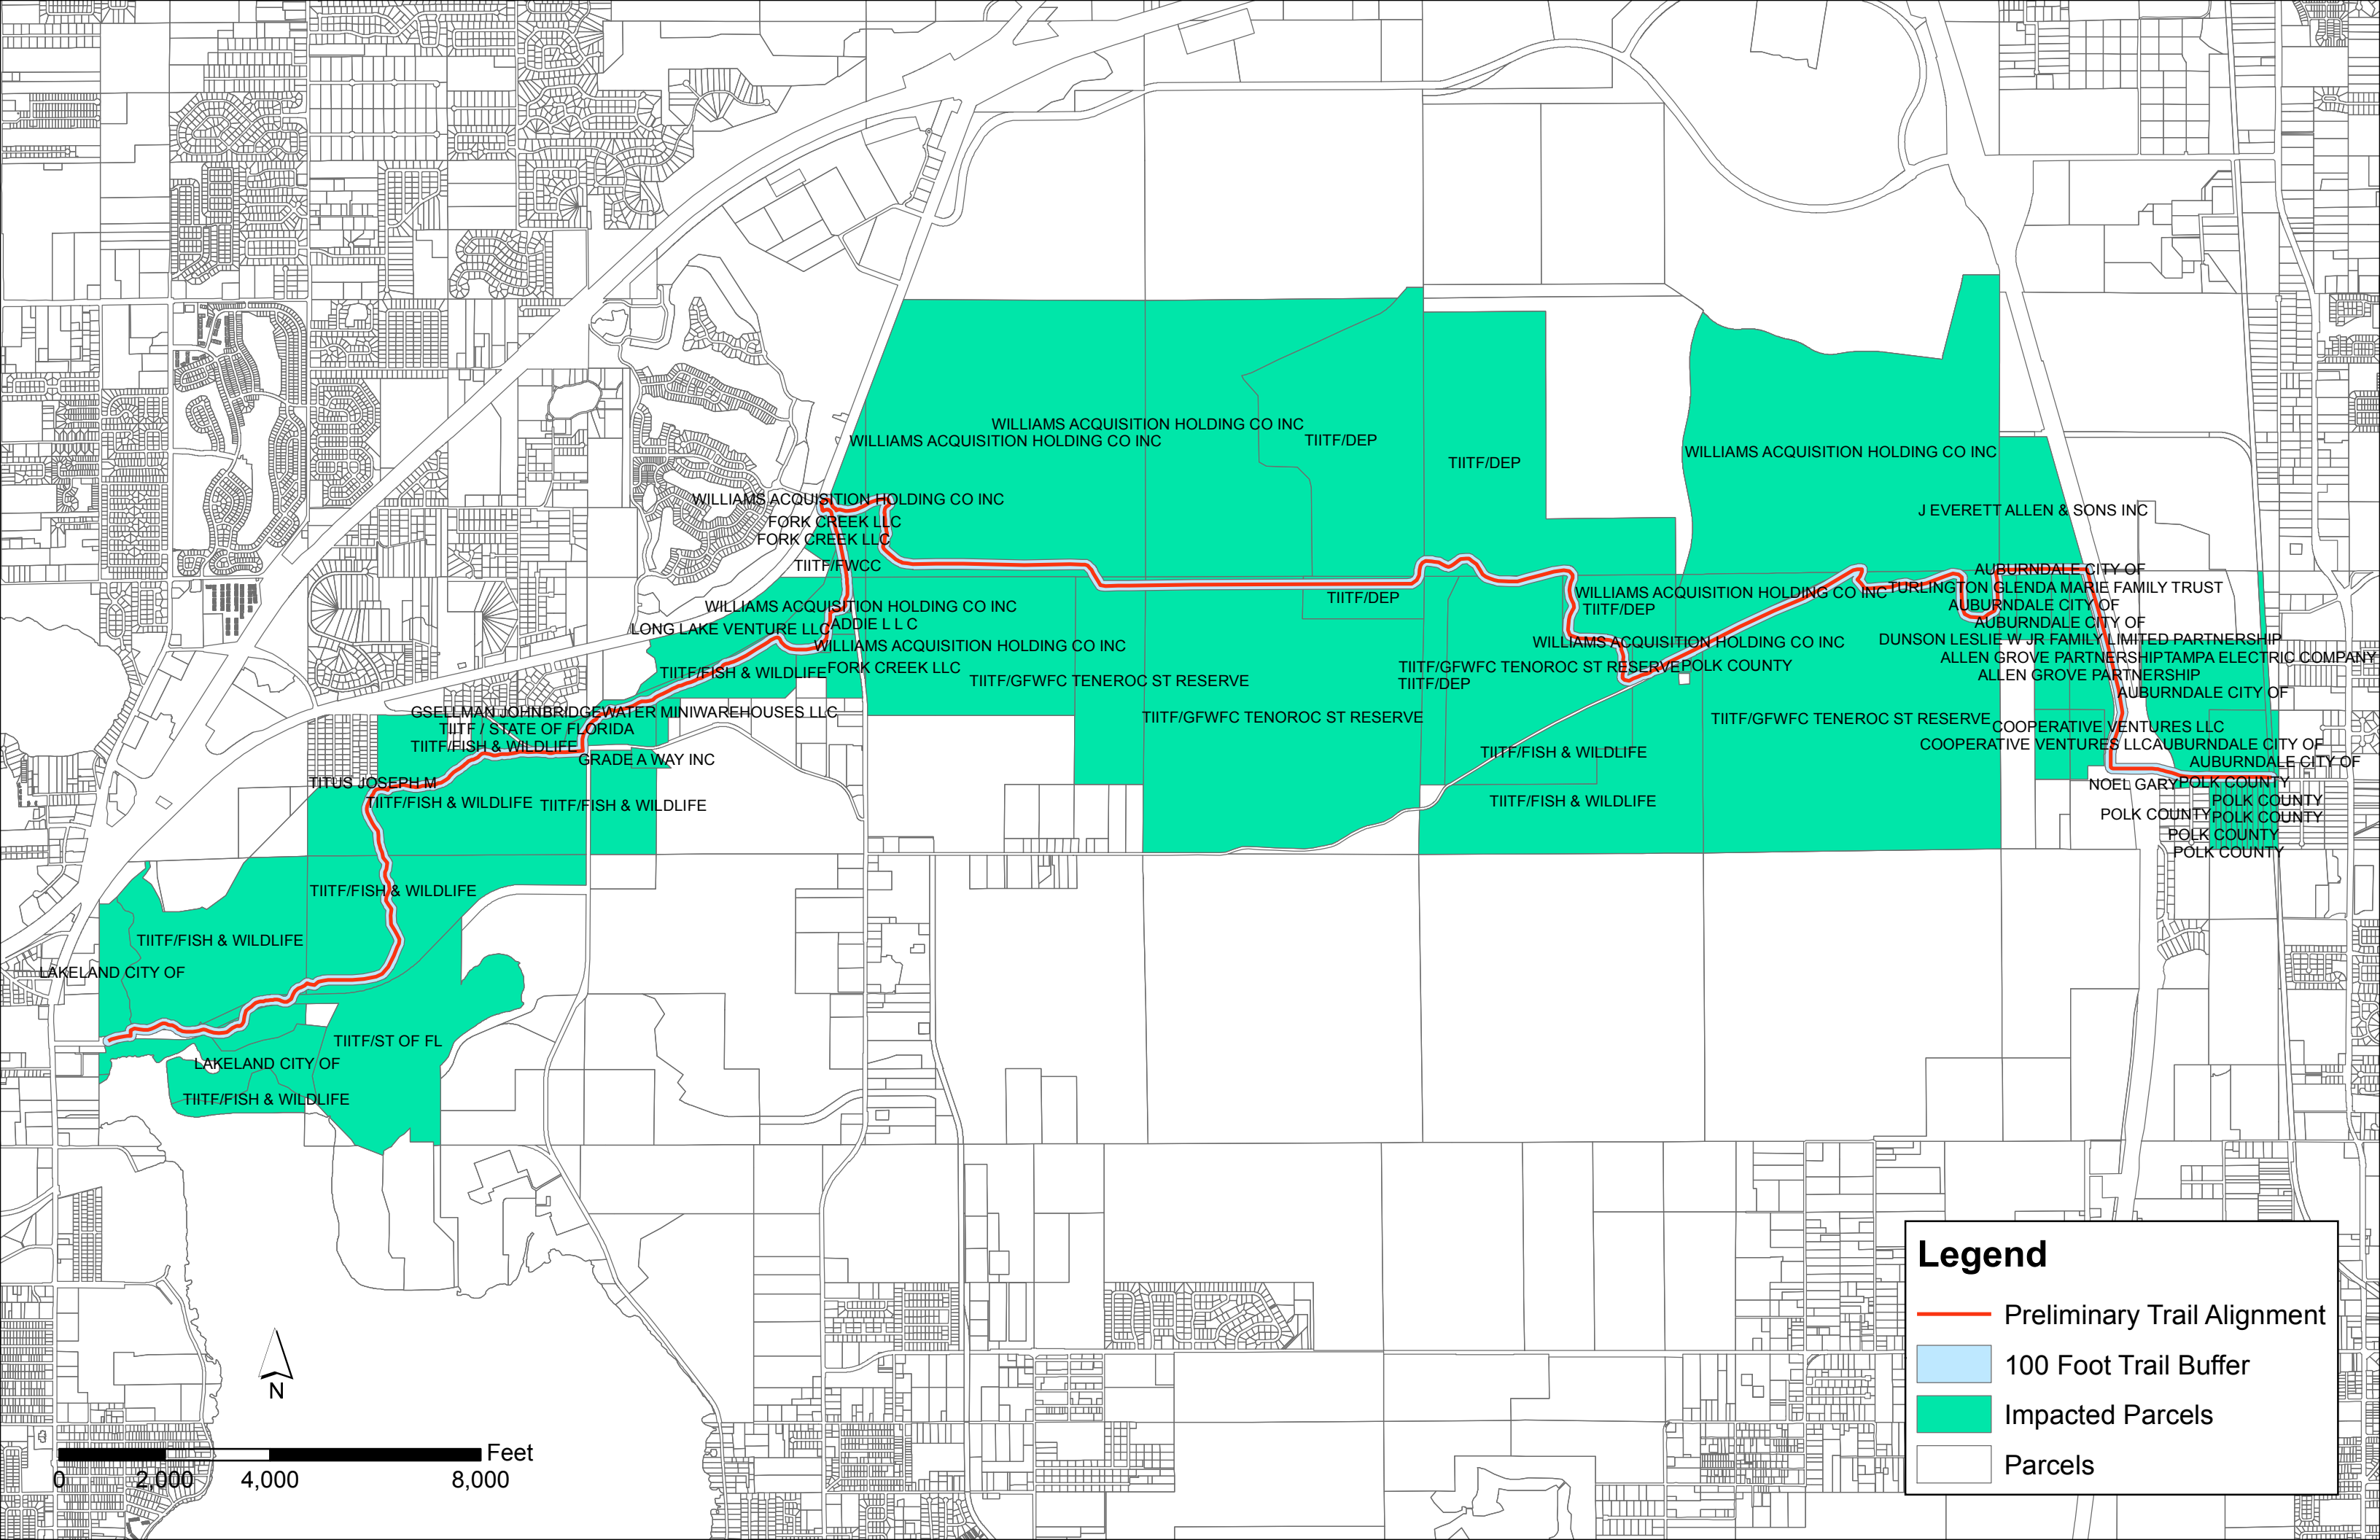 WILLIAMS ACQUISITION HOLDING CO INC
WILLIAMS ACQUISITION HOLDING CO INC
TIITF/DEP
WILLIAMS ACQUISITION HOLDING CO INC
TIITF/DEP
WILLIAMS ACQUISITION HOLDING CO INC
J EVERETT ALLEN & SONS INC
FORK CREEK LLC
FORK CREEK LLC
TIITF/FWCC
AUBURNDALE CITY OF
TURLINGTON GLENDA MARIE FAMILY TRUST
WILLIAMS ACQUISITION HOLDING CO INC
TIITF/DEP
AUBURNDALE CITY OF
WILLIAMS ACQUISITION HOLDING CO INC
TIITF/DEP
AUBURNDALE CITY OF
ADDIE L L C
LONG LAKE VENTURE LLC
DUNSON LESLIE W JR FAMILY LIMITED PARTNERSHIP
WILLIAMS ACQUISITION HOLDING CO INC
WILLIAMS ACQUISITION HOLDING CO INC
ALLEN GROVE PARTNERSHIP
TAMPA ELECTRIC COMPANY
TIITF/GFWFC TENOROC ST RESERVE
POLK COUNTY
FORK CREEK LLC
TIITF/FISH & WILDLIFE
ALLEN GROVE PARTNERSHIP
TIITF/GFWFC TENEROC ST RESERVE
TIITF/DEP
AUBURNDALE CITY OF
GSELLMAN JOHN
BRIDGEWATER MINIWAREHOUSES LLC
TIITF/GFWFC TENOROC ST RESERVE
TIITF/GFWFC TENEROC ST RESERVE
TIITF / STATE OF FLORIDA
COOPERATIVE VENTURES LLC
TIITF/FISH & WILDLIFE
COOPERATIVE VENTURES LLC
AUBURNDALE CITY OF
TIITF/FISH & WILDLIFE
GRADE A WAY INC
AUBURNDALE CITY OF
TITUS JOSEPH M
NOEL GARY
POLK COUNTY
TIITF/FISH & WILDLIFE
TIITF/FISH & WILDLIFE
TIITF/FISH & WILDLIFE
POLK COUNTY
POLK COUNTY
POLK COUNTY
POLK COUNTY
POLK COUNTY
TIITF/FISH & WILDLIFE
TIITF/FISH & WILDLIFE
LAKELAND CITY OF
TIITF/ST OF FL
LAKELAND CITY OF
TIITF/FISH & WILDLIFE
Legend
Preliminary Trail Alignment
100 Foot Trail Buffer
Impacted Parcels
Parcels
N
Feet
0 2,000 4,000 8,000